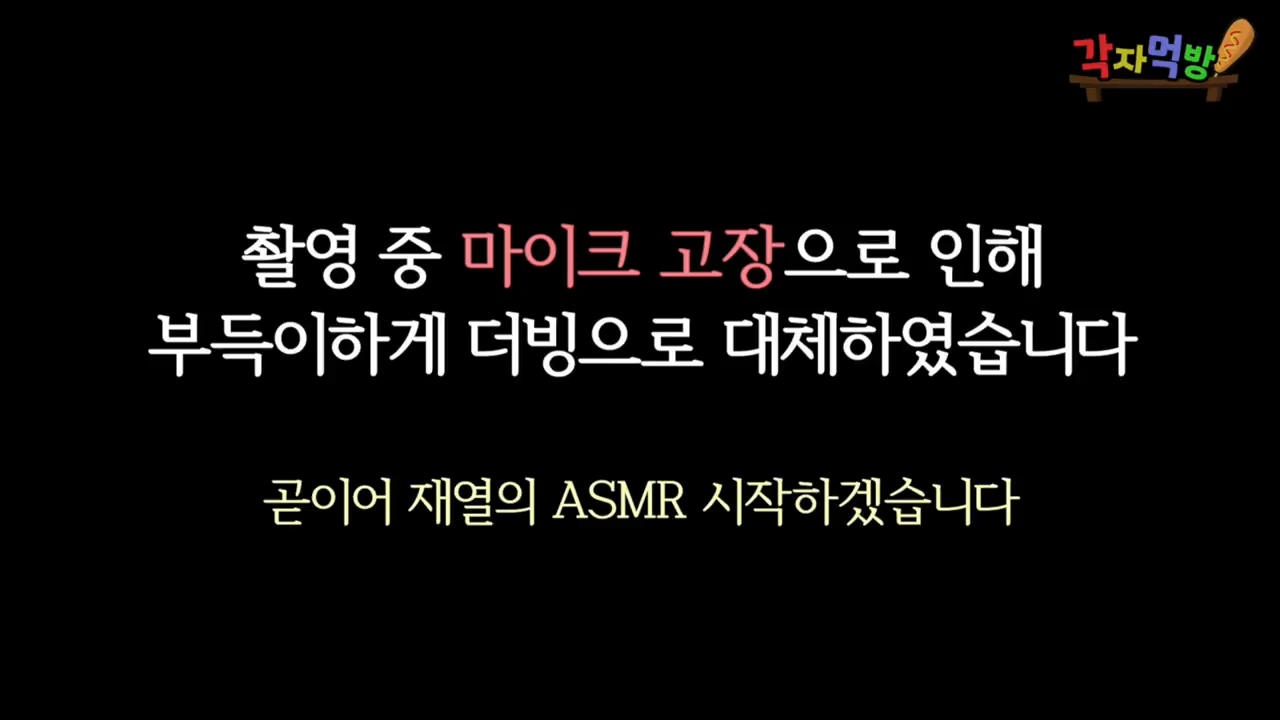 각자먹방
촬영 중 마이크 고장으로 인해
부득이하게 더빙으로 대체하였습니다
곧이어 재열의 ASMR 시작하겠습니다